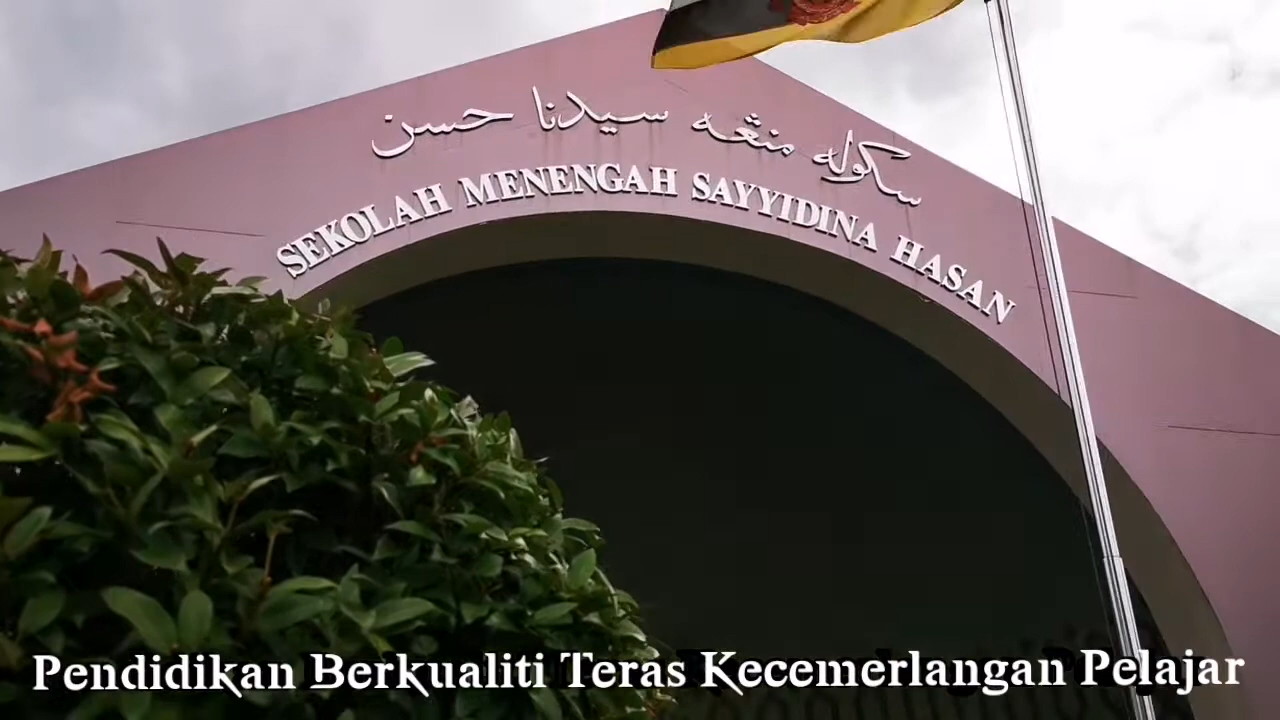 سکوله منڠه سيدنا حسن
SEKOLAH MENENGAH SAYYIDINA HASAN
Pendidikan Berkualiti Teras Kecemerlangan Pelajar